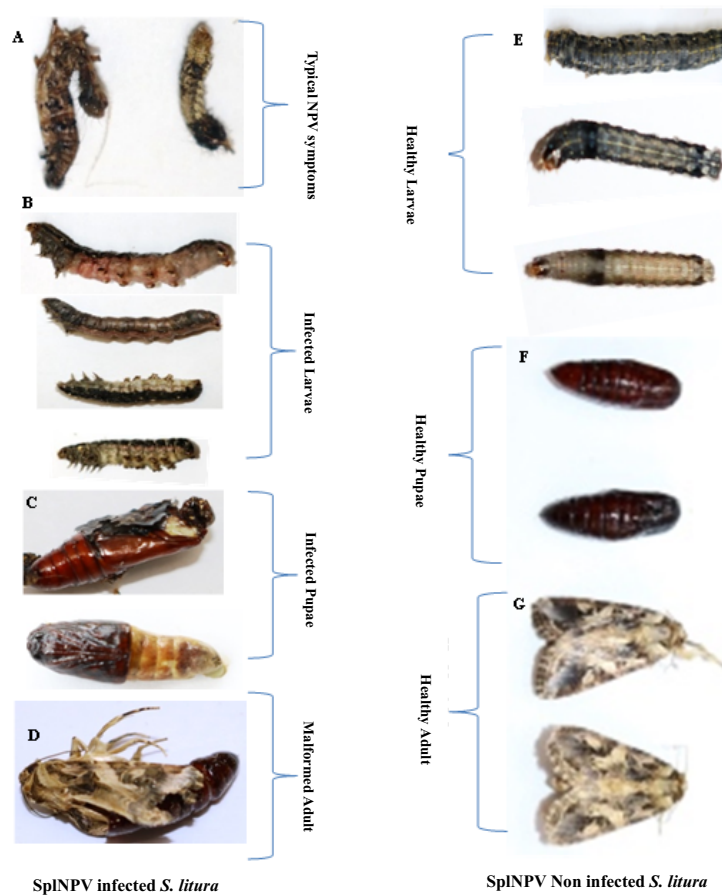 A
Typical NPV symptoms
B
Infected Larvae
C
Infected Pupae
D
Malformed Adult
SplNPV infected S. litura
E
Healthy Larvae
F
Healthy Pupae
G
Healthy Adult
SplNPV Non infected S. litura